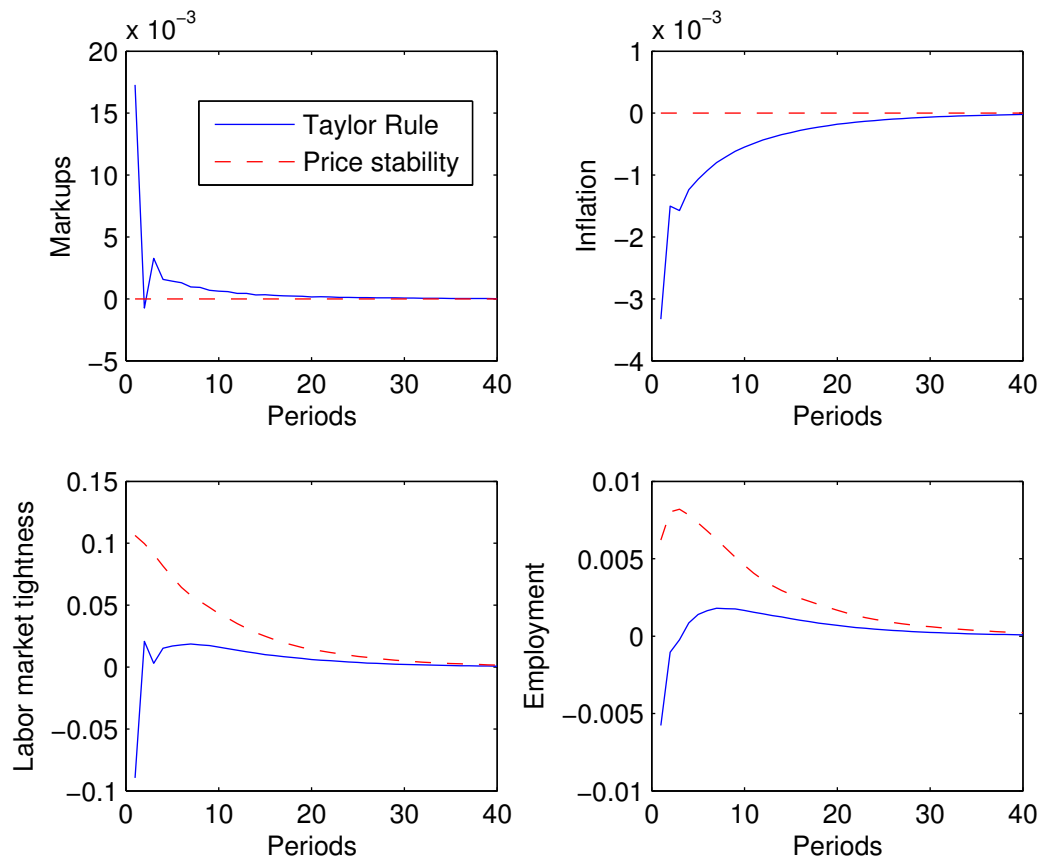 x 10⁻³
20
15
10
5
0
−5
Markups
Taylor Rule
Price stability
0 10 20 30 40
Periods
x 10⁻³
1
0
−1
−2
−3
−4
Inflation
0 10 20 30 40
Periods
0.15
0.1
0.05
0
−0.05
−0.1
Labor market tightness
0 10 20 30 40
Periods
0.01
0.005
0
−0.005
−0.01
Employment
0 10 20 30 40
Periods